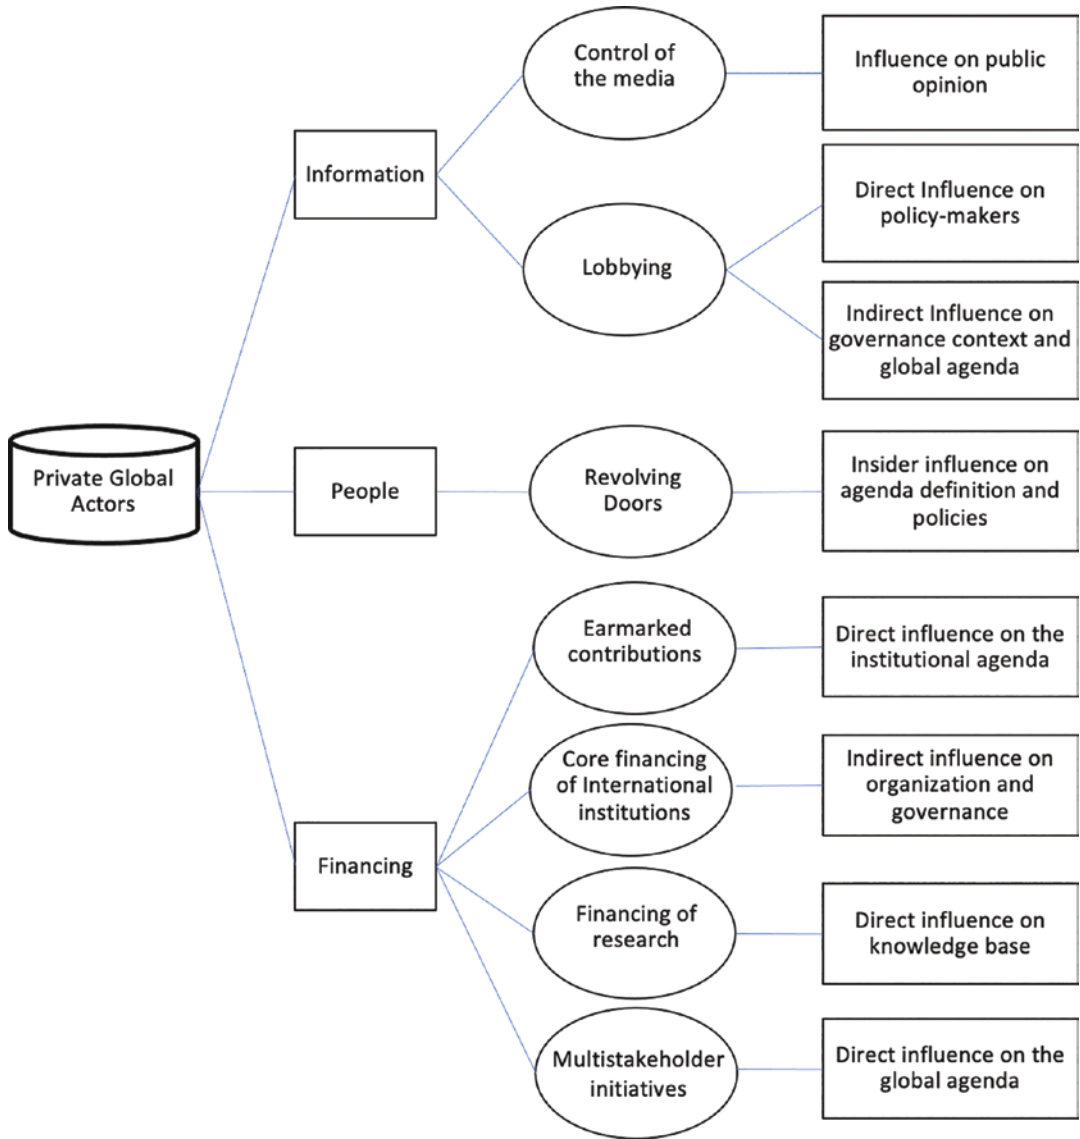 Control of
the media
Influence on public
opinion
Information
Direct Influence on
policy-makers
Lobbying
Indirect Influence on
governance context and
global agenda
Private Global
Actors
People
Revolving
Doors
Insider influence on
agenda definition and
policies
Earmarked
contributions
Direct influence on the
institutional agenda
Core financing
of International
institutions
Indirect influence on
organization and
governance
Financing
Financing of
research
Direct influence on
knowledge base
Multistakeholder
initiatives
Direct influence on the
global agenda